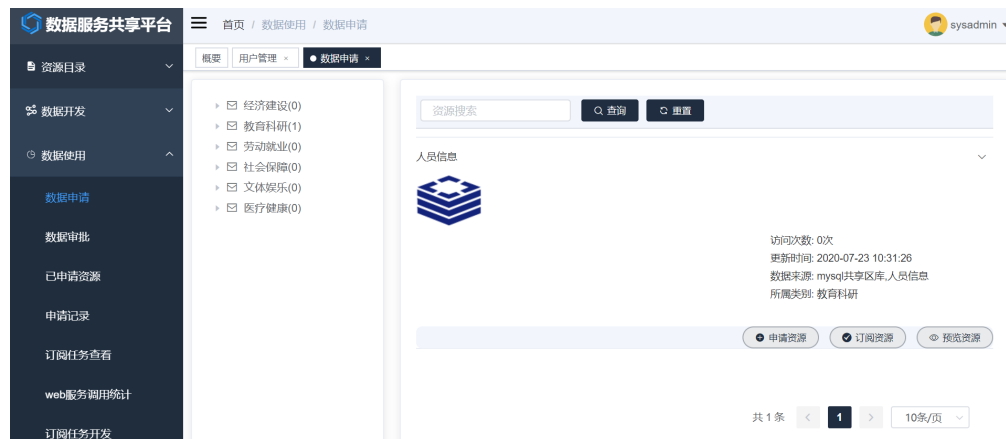 数据服务共享平台
首页 / 数据使用 / 数据申请
sysadmin
概要
用户管理 ×
数据申请 ×
资源目录
数据开发
数据使用
数据申请
数据审批
已申请资源
申请记录
订阅任务查看
web服务调用统计
订阅任务开发
经济建设(0)
教育科研(1)
劳动就业(0)
社会保障(0)
文体娱乐(0)
医疗健康(0)
资源搜索
查询
重置
人员信息
访问次数: 0次
更新时间: 2020-07-23 10:31:26
数据来源: mysql共享区库,人员信息
所属类别: 教育科研
申请资源
订阅资源
预览资源
共 1 条 < 1 > 10条/页